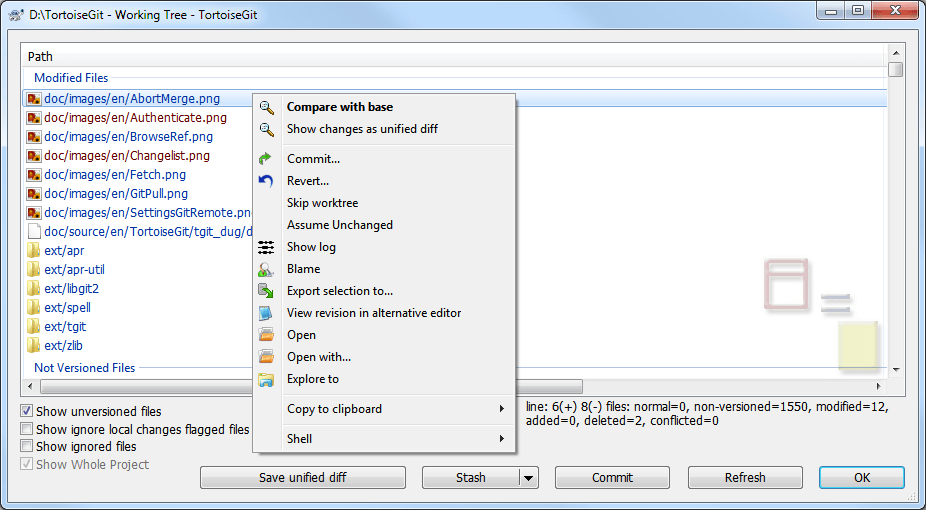 D:\TortoiseGit - Working Tree - TortoiseGit
Path
Modified Files
doc/images/en/AbortMerge.png
doc/images/en/Authenticate.png
doc/images/en/BrowseRef.png
doc/images/en/Changelist.png
doc/images/en/Fetch.png
doc/images/en/GitPull.png
doc/images/en/SettingsGitRemote.png
doc/source/en/TortoiseGit/tgit_dug/d
ext/apr
ext/apr-util
ext/libgit2
ext/spell
ext/tgit
ext/zlib
Not Versioned Files
Compare with base
Show changes as unified diff
Commit...
Revert...
Skip worktree
Assume Unchanged
Show log
Blame
Export selection to...
View revision in alternative editor
Open
Open with...
Explore to
Copy to clipboard
Shell
Show unversioned files
Show ignore local changes flagged files
Show ignored files
Show Whole Project
line: 6(+) 8(-) files: normal=0, non-versioned=1550, modified=12,
added=0, deleted=2, conflicted=0
Save unified diff
Stash
Commit
Refresh
OK